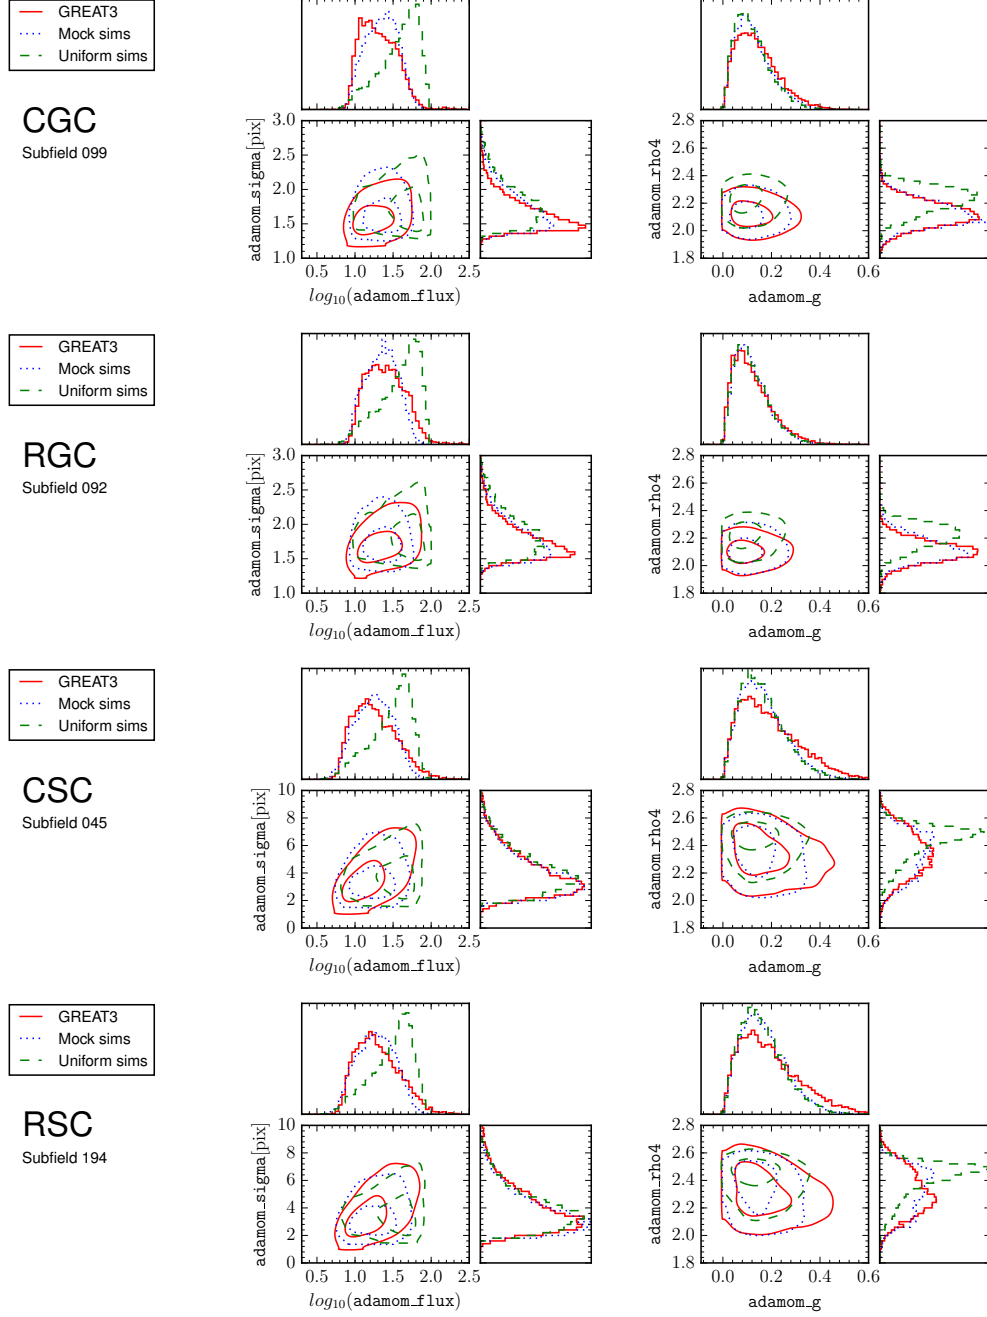 GREAT3
Mock sims
Uniform sims
CGC
Subfield 099
adamom_sigma[pix]
3.0
2.5
2.0
1.5
1.0
0.5 1.0 1.5 2.0 2.5
log10(adamom_flux)
adamom_rho4
2.8
2.6
2.4
2.2
2.0
1.8
0.0 0.2 0.4 0.6
adamom_g
GREAT3
Mock sims
Uniform sims
RGC
Subfield 092
adamom_sigma[pix]
3.0
2.5
2.0
1.5
1.0
0.5 1.0 1.5 2.0 2.5
log10(adamom_flux)
adamom_rho4
2.8
2.6
2.4
2.2
2.0
1.8
0.0 0.2 0.4 0.6
adamom_g
GREAT3
Mock sims
Uniform sims
CSC
Subfield 045
adamom_sigma[pix]
10
8
6
4
2
0
0.5 1.0 1.5 2.0 2.5
log10(adamom_flux)
adamom_rho4
2.8
2.6
2.4
2.2
2.0
1.8
0.0 0.2 0.4 0.6
adamom_g
GREAT3
Mock sims
Uniform sims
RSC
Subfield 194
adamom_sigma[pix]
10
8
6
4
2
0
0.5 1.0 1.5 2.0 2.5
log10(adamom_flux)
adamom_rho4
2.8
2.6
2.4
2.2
2.0
1.8
0.0 0.2 0.4 0.6
adamom_g